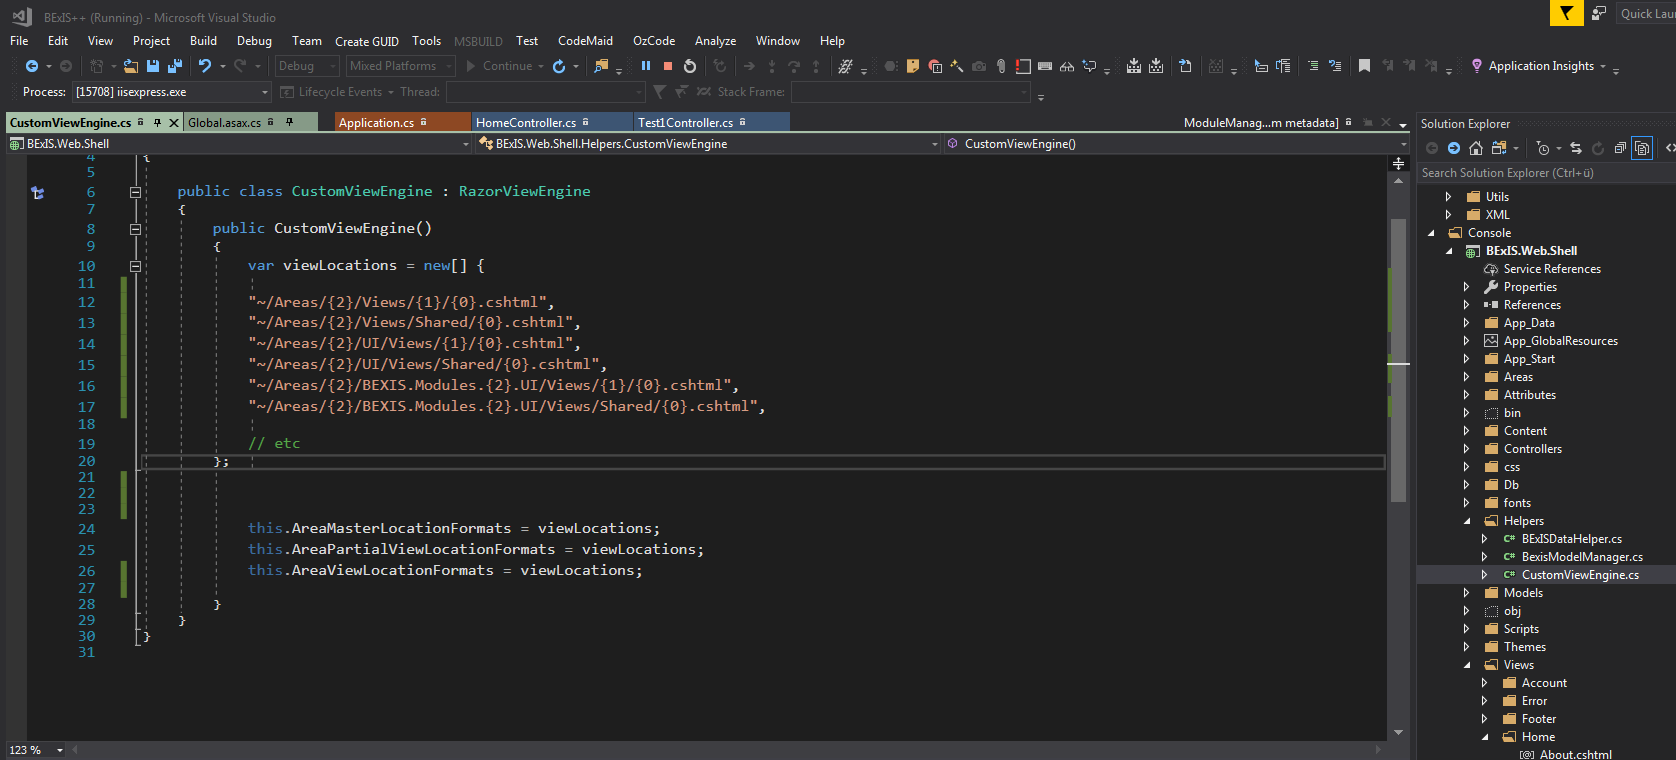 BExIS++ (Running) - Microsoft Visual Studio
Quick Lau
File Edit View Project Build Debug Team Create GUID Tools MSBUILD Test CodeMaid OzCode Analyze Window Help
Debug Mixed Platforms Continue Application Insights
Process: [15708] iisexpress.exe Lifecycle Events Thread: Stack Frame:
CustomViewEngine.cs Global.asax.cs Application.cs HomeController.cs Test1Controller.cs ModuleManag...m metadata]
BExIS.Web.Shell BExIS.Web.Shell.Helpers.CustomViewEngine CustomViewEngine()
4 {
5
6 public class CustomViewEngine : RazorViewEngine
7 {
8 public CustomViewEngine()
9 {
10 var viewLocations = new[] {
11
12 "~/Areas/{2}/Views/{1}/{0}.cshtml",
13 "~/Areas/{2}/Views/Shared/{0}.cshtml",
14 "~/Areas/{2}/UI/Views/{1}/{0}.cshtml",
15 "~/Areas/{2}/UI/Views/Shared/{0}.cshtml",
16 "~/Areas/{2}/BEXIS.Modules.{2}.UI/Views/{1}/{0}.cshtml",
17 "~/Areas/{2}/BEXIS.Modules.{2}.UI/Views/Shared/{0}.cshtml",
18
19 // etc
20 };
21
22
23
24 this.AreaMasterLocationFormats = viewLocations;
25 this.AreaPartialViewLocationFormats = viewLocations;
26 this.AreaViewLocationFormats = viewLocations;
27
28 }
29 }
30 }
31
123 %
Solution Explorer
Search Solution Explorer (Ctrl+ü)
Utils
XML
Console
BExIS.Web.Shell
Service References
Properties
References
App_Data
App_GlobalResources
App_Start
Areas
Attributes
bin
Content
Controllers
css
Db
fonts
Helpers
C# BExISDataHelper.cs
C# BexisModelManager.cs
C# CustomViewEngine.cs
Models
obj
Scripts
Themes
Views
Account
Error
Footer
Home
[@] About.cshtml